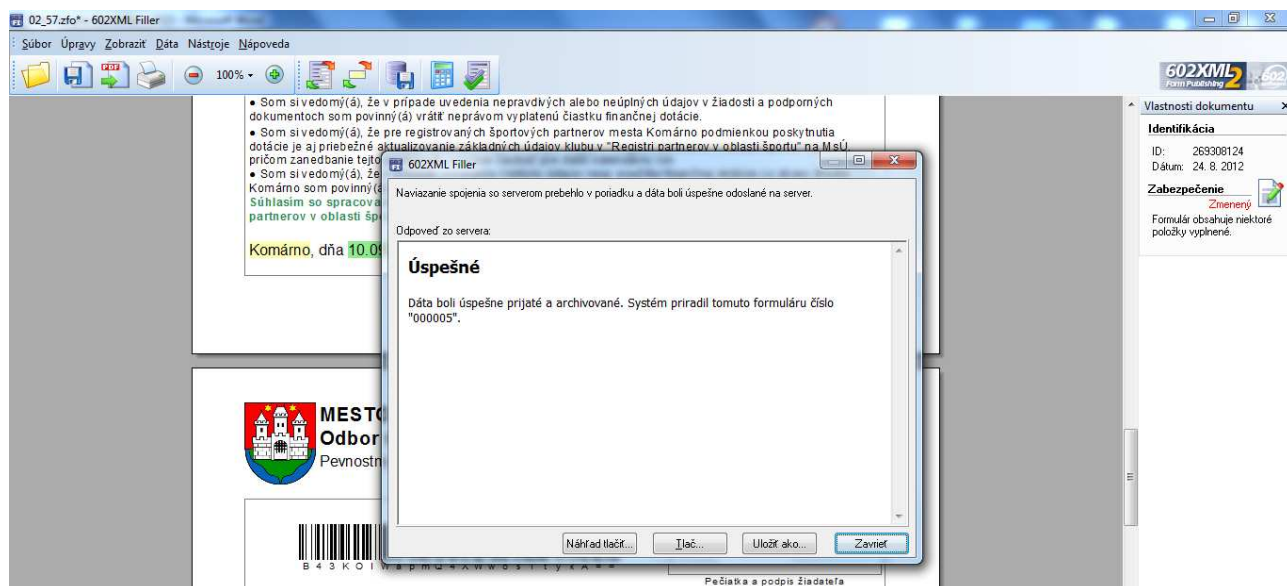 02_57.zfo* - 602XML Filler
Súbor Úpravy Zobraziť Dáta Nástroje Nápoveda
PDF
100%
602XML 2
Form Publishing
602
• Som si vedomý(á), že v prípade uvedenia nepravdivých alebo neúplných údajov v žiadosti a podporných
dokumentoch som povinný(á) vrátiť neprávom vyplatenú čiastku finančnej dotácie.
• Som si vedomý(á), že pre registrovaných športových partnerov mesta Komárno podmienkou poskytnutia
dotácie je aj priebežné aktualizovanie základných údajov klubu v "Registri partnerov v oblasti športu" na MsÚ,
pričom zanedbanie tejto
• Som si vedomý(á), že
Komárno som povinný(á
Súhlasim so spracova
partnerov v oblasti špo
Komárno, dňa 10.09
602XML Filler
Naviazanie spojenia so serverom prebehlo v poriadku a dáta boli úspešne odoslané na server.
Odpoveď zo servera:
Úspešné
Dáta boli úspešne prijaté a archivované. Systém priradil tomuto formuláru číslo
"000005".
Náhľad tlačiť...
Tlač...
Uložiť ako...
Zavrieť
MESTO
Odbor
Pevnostn
Pečiatka a podpis žiadateľa
Vlastnosti dokumentu
Identifikácia
ID: 269308124
Dátum: 24. 8. 2012
Zabezpečenie
Zmenený
Formulár obsahuje niektoré
položky vyplnené.